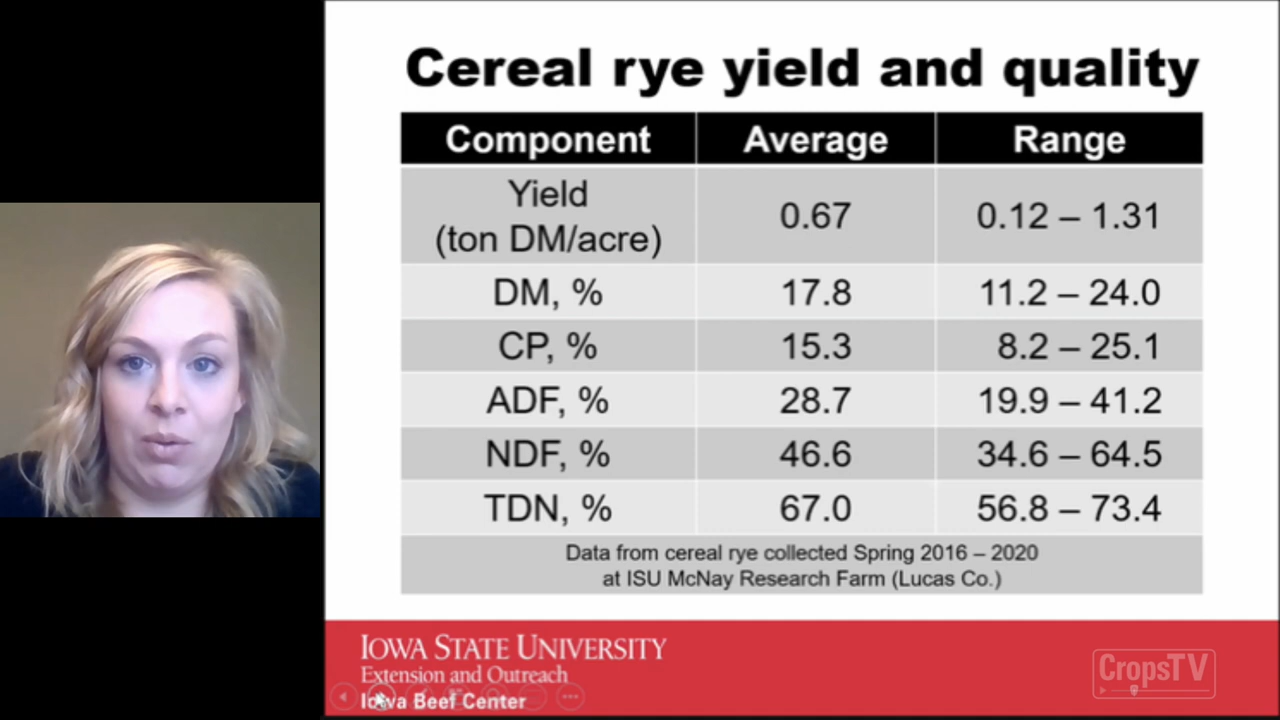 Cereal rye yield and quality
Component Average Range
Yield
(ton DM/acre) 0.67 0.12 – 1.31
DM, % 17.8 11.2 – 24.0
CP, % 15.3 8.2 – 25.1
ADF, % 28.7 19.9 – 41.2
NDF, % 46.6 34.6 – 64.5
TDN, % 67.0 56.8 – 73.4
Data from cereal rye collected Spring 2016 – 2020
at ISU McNay Research Farm (Lucas Co.)
IOWA STATE UNIVERSITY
Extension and Outreach
Iowa Beef Center
CropsTV